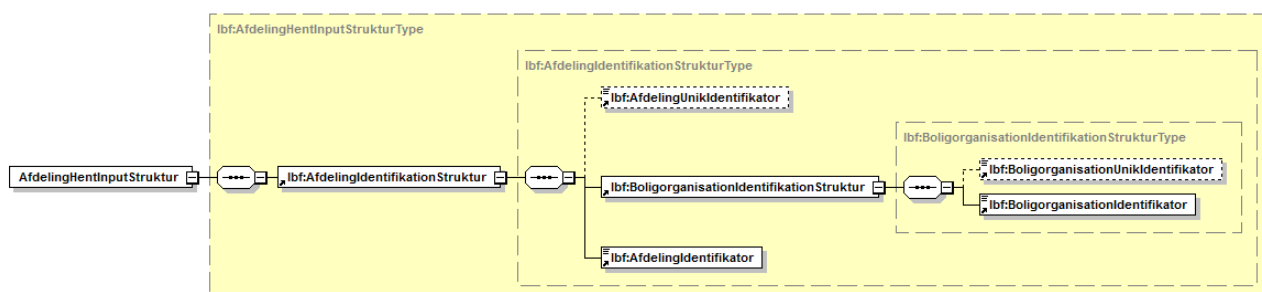 lbf:AfdelingHentInputStrukturType
lbf:AfdelingIdentifikationStrukturType
lbf:AfdelingUnikIdentifikator
lbf:BoligorganisationIdentifikationStrukturType
AfdelingHentInputStruktur
lbf:AfdelingIdentifikationStruktur
lbf:BoligorganisationIdentifikationStruktur
lbf:BoligorganisationUnikIdentifikator
lbf:BoligorganisationIdentifikator
lbf:AfdelingIdentifikator